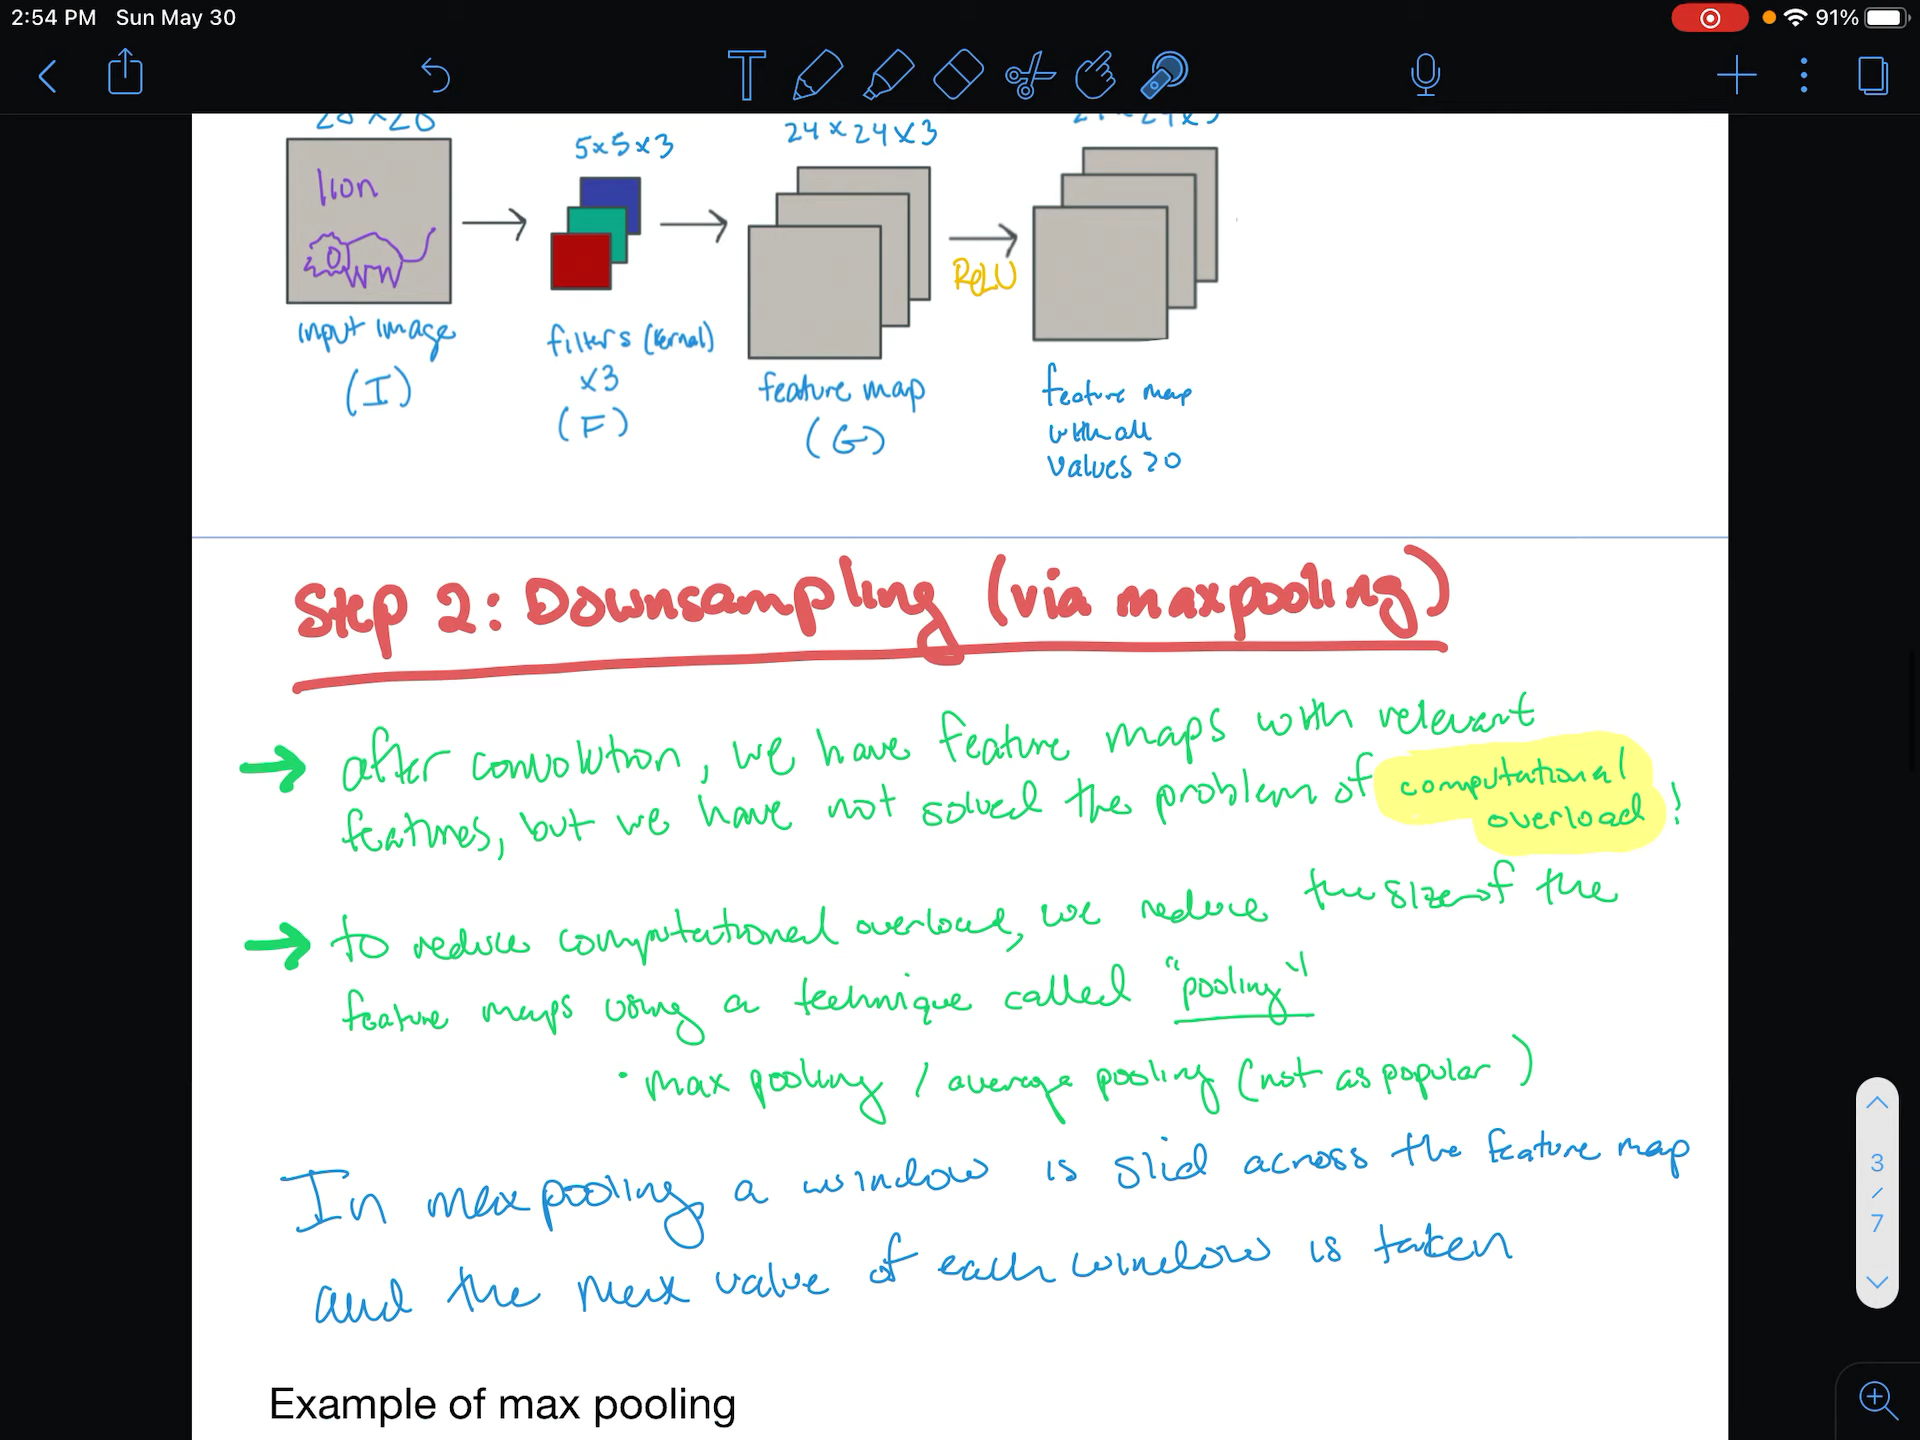 2:54 PM Sun May 30
91%
5x5x3
24 x 24 x 3
lion
ReLU
input image
(I)
filters (kernal)
x3
(F)
feature map
(G)
feature map
with all
values ≥0
Step 2: Downsampling (via maxpooling)
→ after convolution, we have feature maps with relevant
features, but we have not solved the problem of computational
overload!
→ to reduce computational overload, we reduce the size of the
feature maps using a technique called "pooling"
· max pooling / average pooling (not as popular)
In max pooling a window is slid across the feature map
and the max value of each window is taken
Example of max pooling
3
/
7